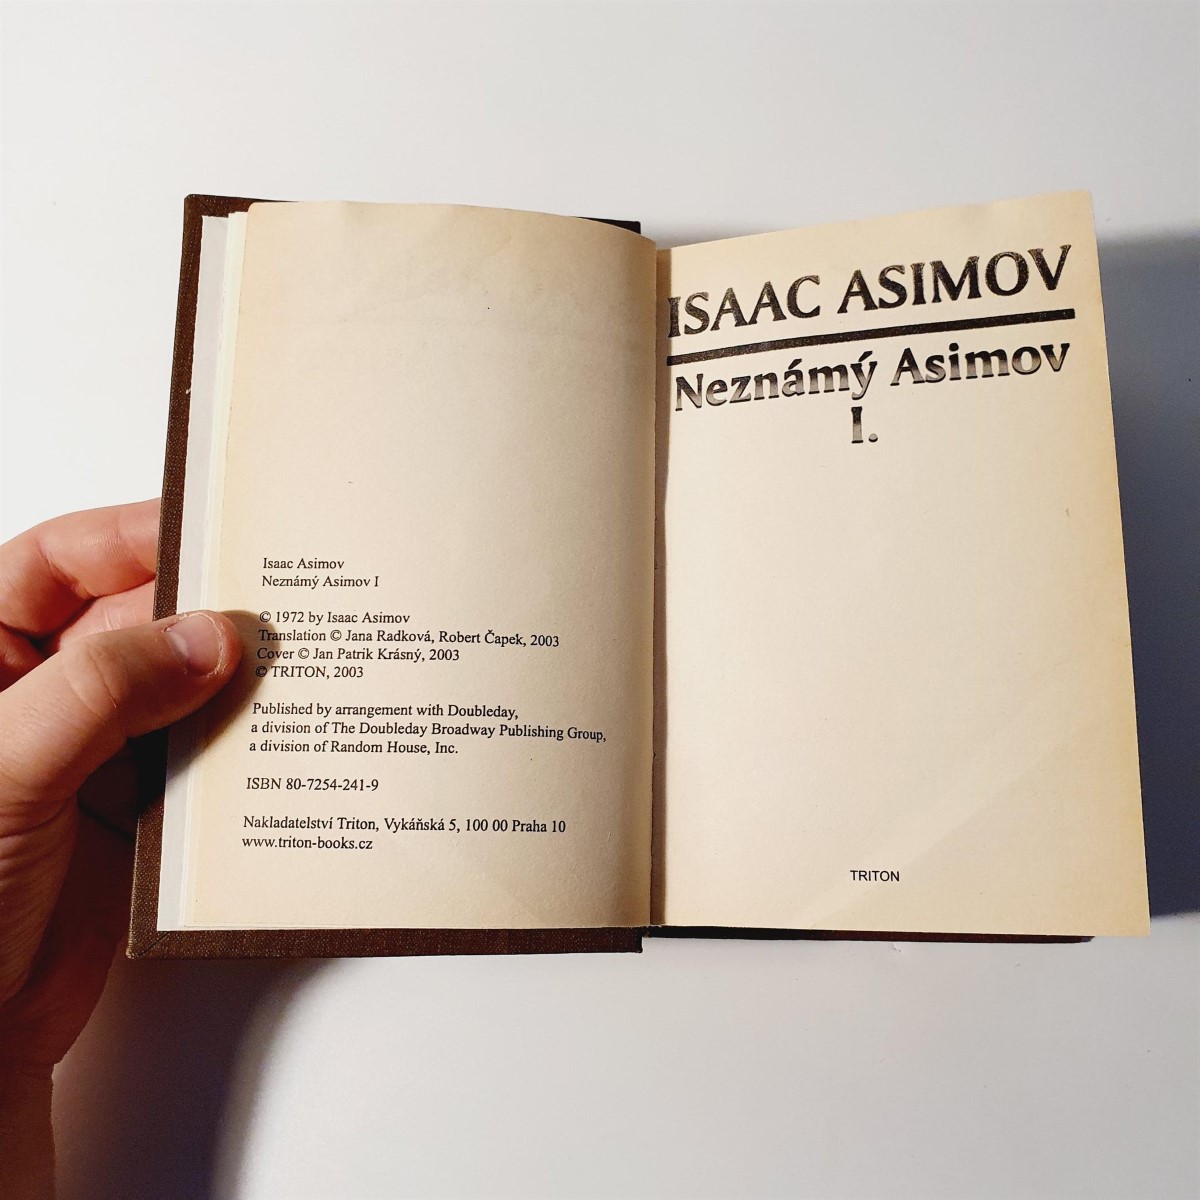 Isaac Asimov
Neznámý Asimov I
© 1972 by Isaac Asimov
Translation © Jana Radková, Robert Čapek, 2003
Cover © Jan Patrik Krásný, 2003
© TRITON, 2003
Published by arrangement with Doubleday,
a division of The Doubleday Broadway Publishing Group,
a division of Random House, Inc.
ISBN 80-7254-241-9
Nakladatelství Triton, Vykáňská 5, 100 00 Praha 10
www.triton-books.cz
ISAAC ASIMOV
Neznámý Asimov
I.
TRITON